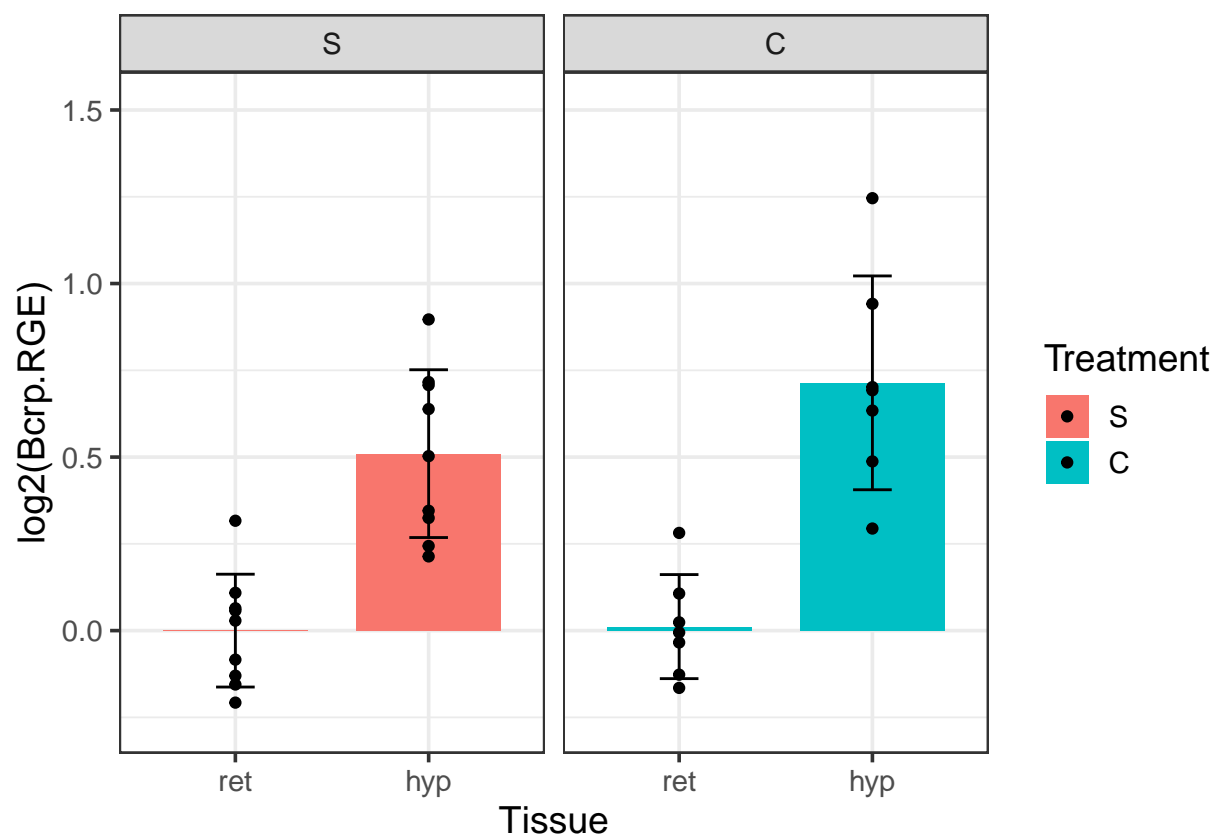 S
C
1.5
1.0
0.5
0.0
log2(Bcrp.RGE)
ret
hyp
ret
hyp
Tissue
Treatment
S
C